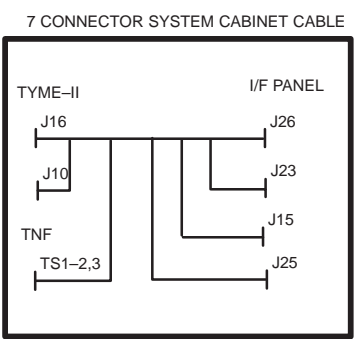 7 CONNECTOR SYSTEM CABINET CABLE
TYME–II
I/F PANEL
J16
J26
J10
J23
J15
TNF
TS1–2,3
J25